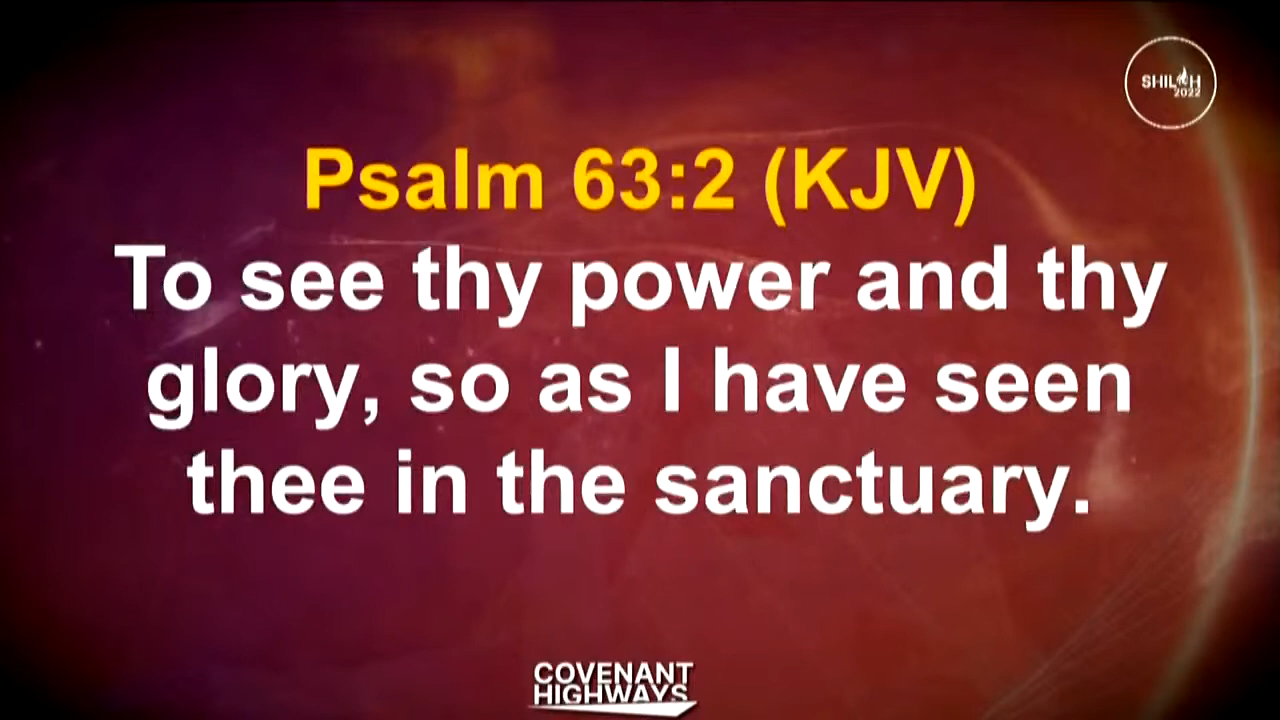 SHILOH
2022
Psalm 63:2 (KJV)
To see thy power and thy
glory, so as I have seen
thee in the sanctuary.
COVENANT
HIGHWAYS